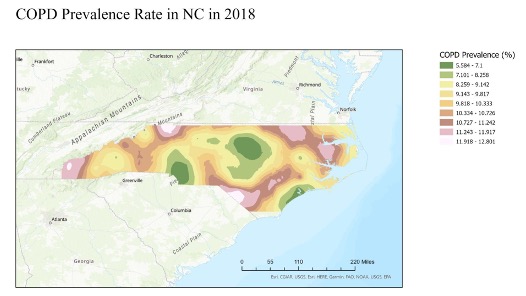 COPD Prevalence Rate in NC in 2018
Frankfort
Charleston
Virginia
Richmond
Norfolk
Cumberland Plateau
Appalachian Mountains
Mountains
Piedmont
Plain
Greenville
Columbia
Atlanta
Georgia
Coastal Plain
0 55 110 220 Miles
Esri, CGIAR, USGS, Esri, HERE, Garmin, FAO, NOAA, USGS, EPA
COPD Prevalence (%)
5.584 - 7.1
7.101 - 8.258
8.259 - 9.142
9.143 - 9.817
9.818 - 10.333
10.334 - 10.726
10.727 - 11.242
11.243 - 11.917
11.918 - 12.801